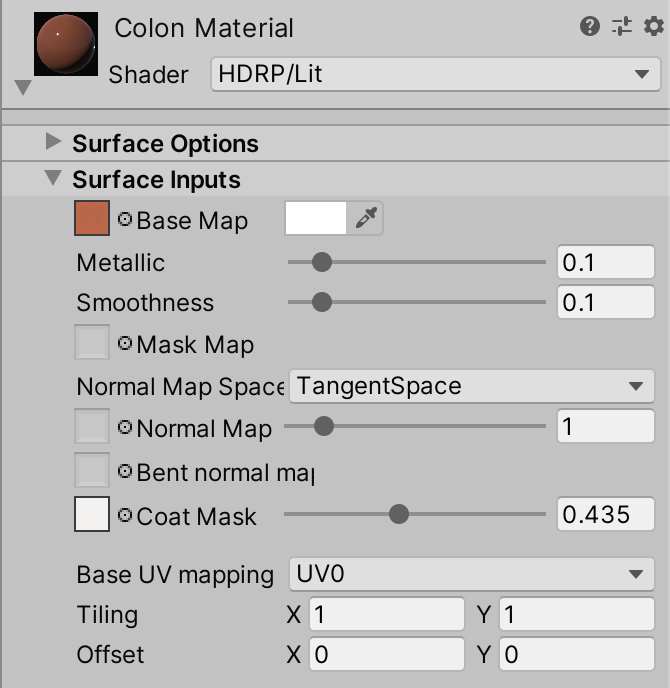 Colon Material
Shader HDRP/Lit
Surface Options
Surface Inputs
Base Map
Metallic 0.1
Smoothness 0.1
Mask Map
Normal Map Space TangentSpace
Normal Map 1
Bent normal map
Coat Mask 0.435
Base UV mapping UV0
Tiling X 1 Y 1
Offset X 0 Y 0